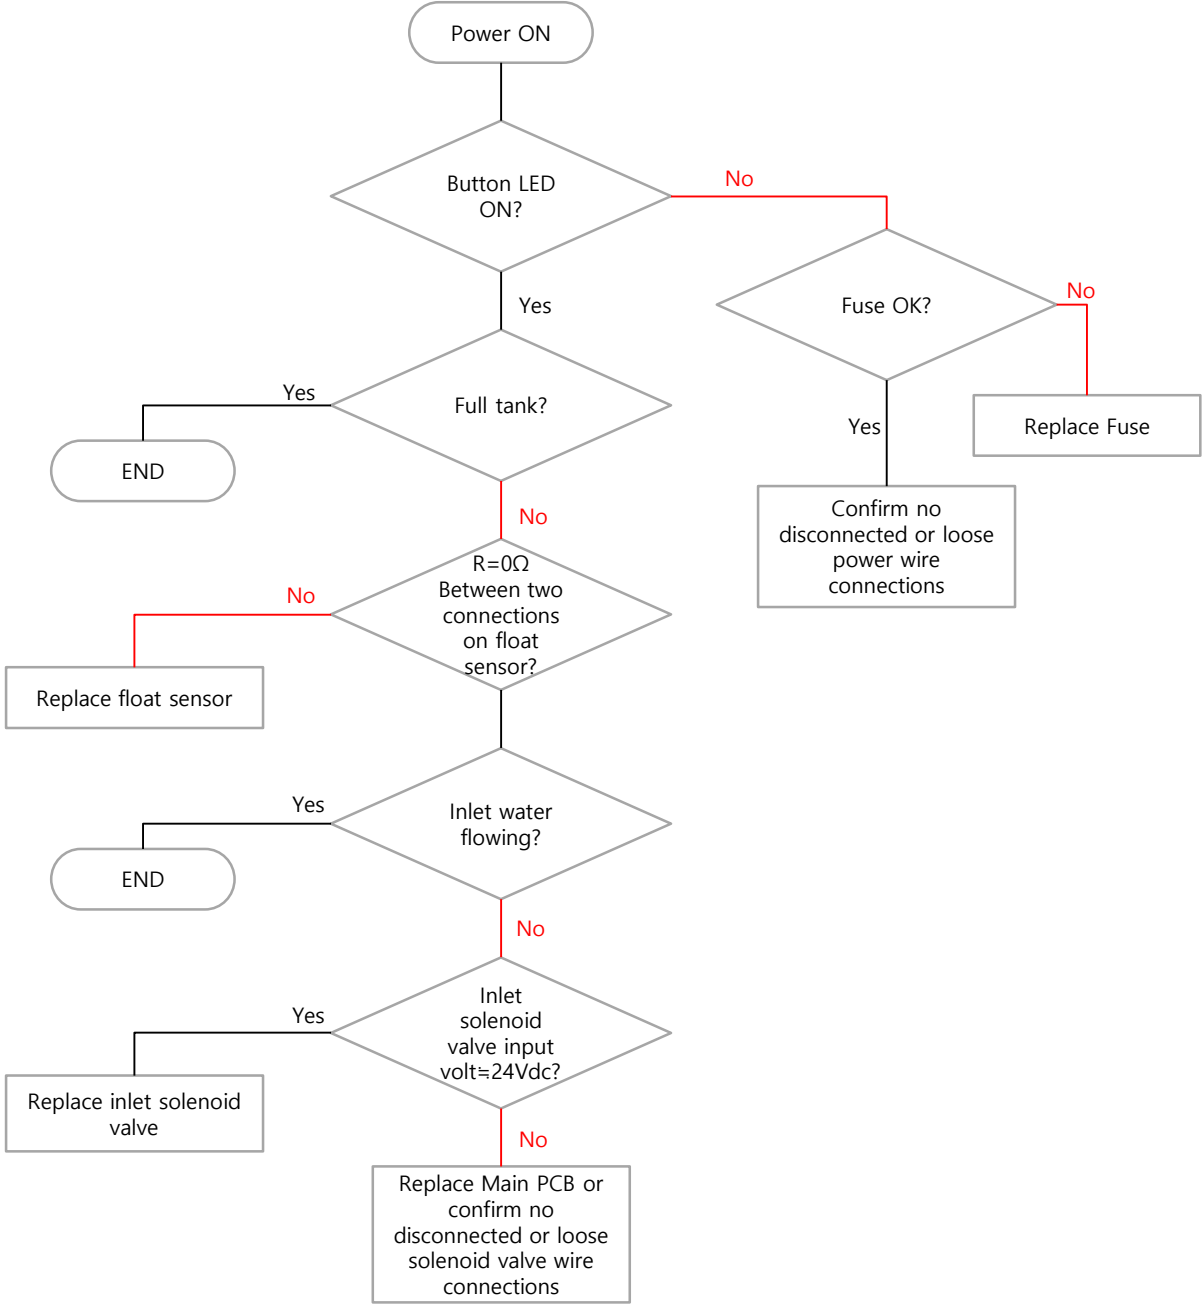 Power ON
Button LED
ON?
No
Yes
Fuse OK?
No
Yes
Full tank?
Yes
Replace Fuse
END
No
Confirm no
disconnected or loose
power wire
connections
R=0Ω
Between two
connections
on float
sensor?
No
Replace float sensor
Inlet water
flowing?
Yes
END
No
Inlet
solenoid
valve input
volt≒24Vdc?
Yes
Replace inlet solenoid
valve
No
Replace Main PCB or
confirm no
disconnected or loose
solenoid valve wire
connections